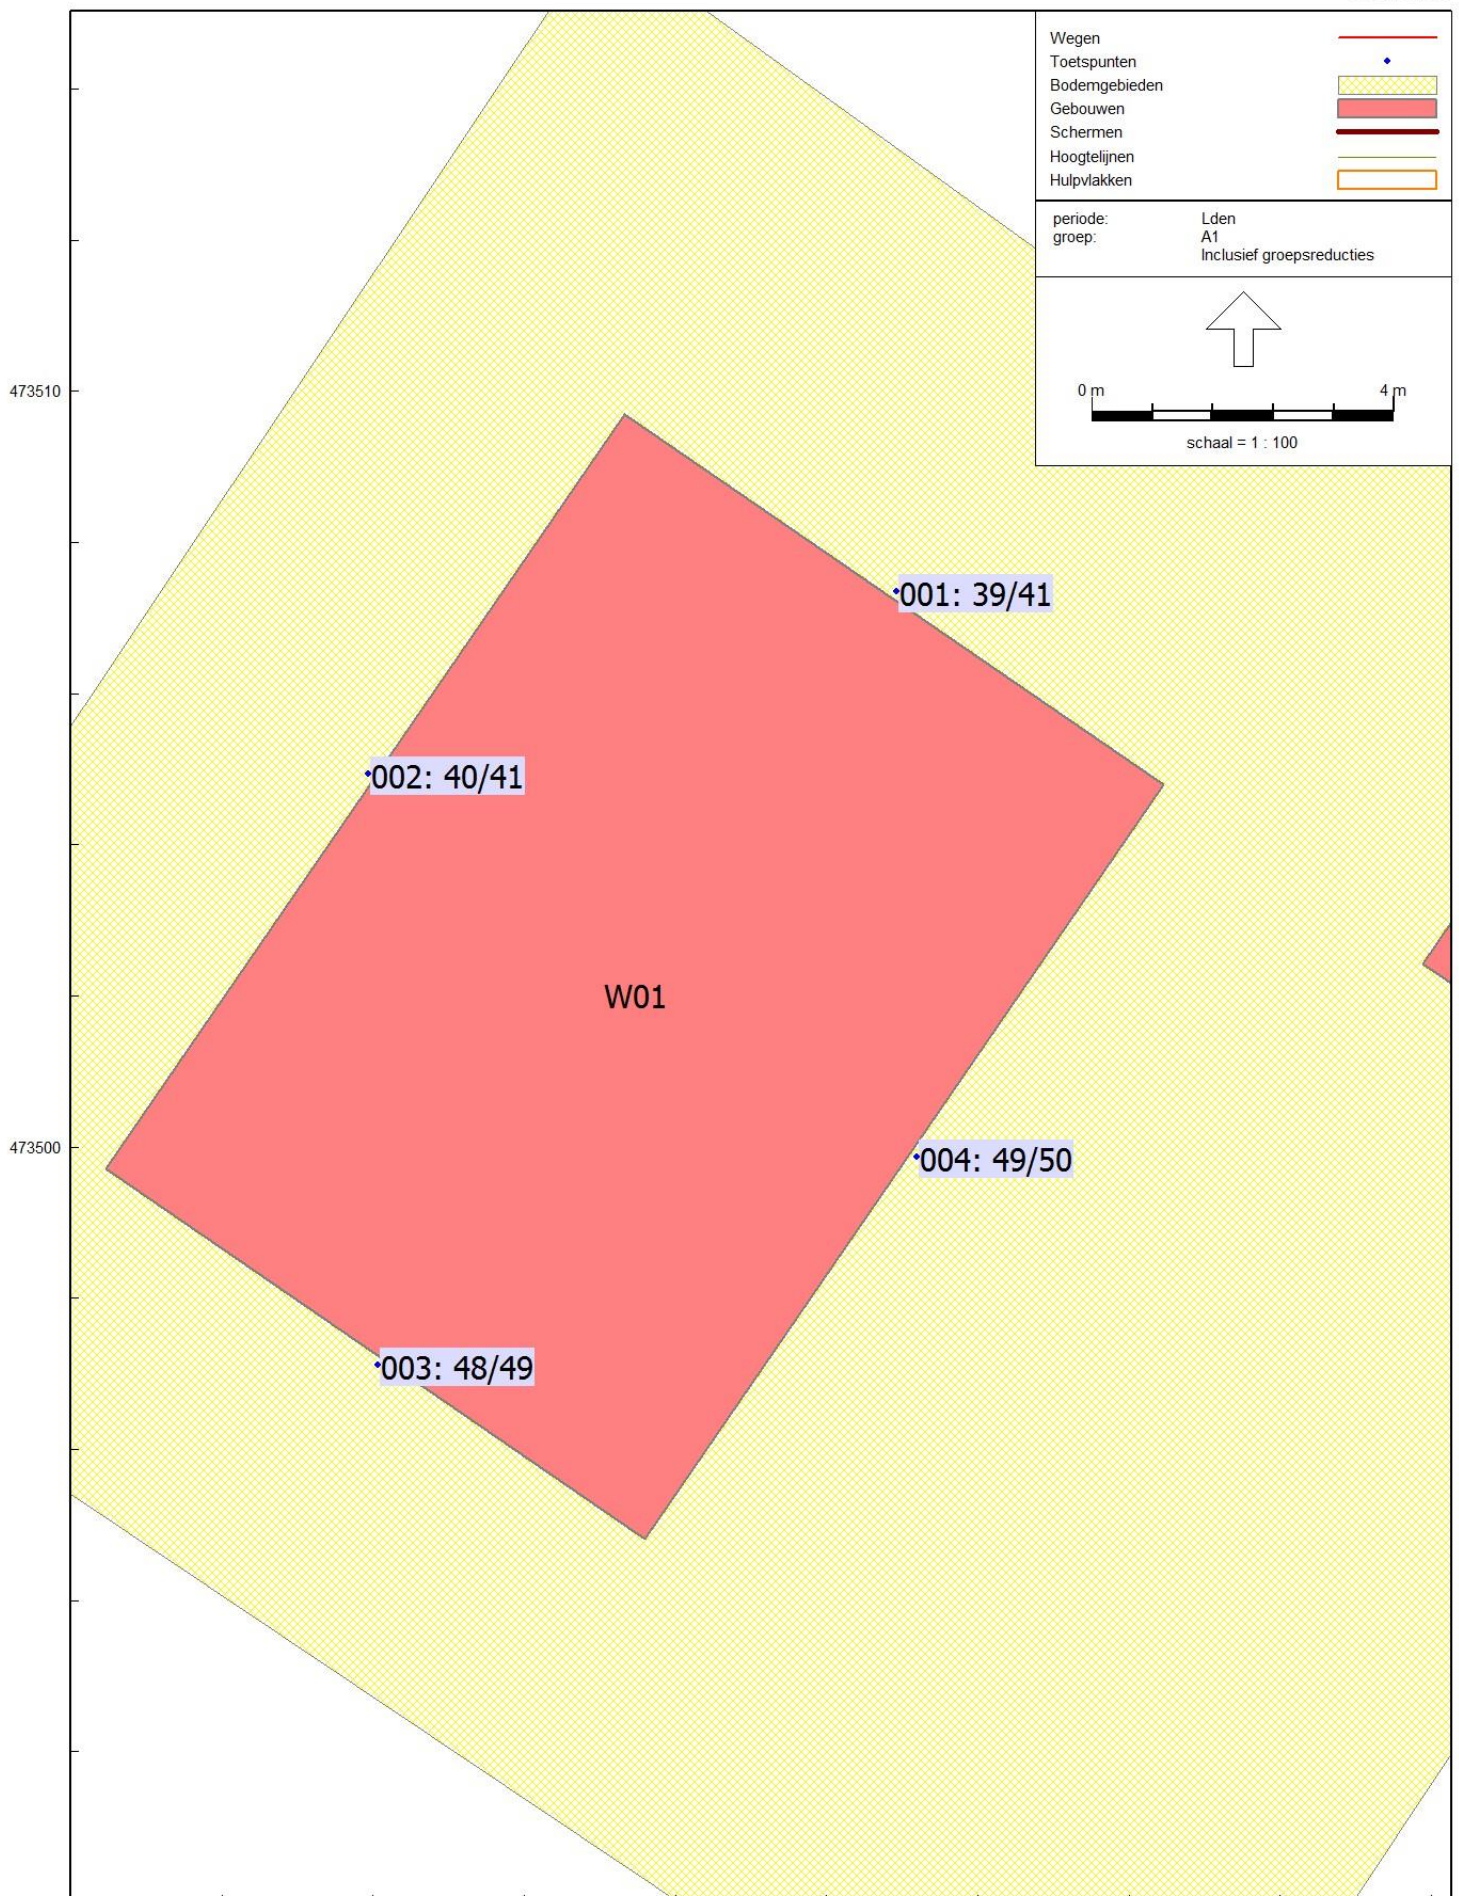 Wegen
Toetspunten
Bodemgebieden
Gebouwen
Schermen
Hoogtelijnen
Hulpvlakken
periode: Lden
groep: A1
Inclusief groepsreducties
0 m 4 m
schaal = 1 : 100
473510
001: 39/41
002: 40/41
W01
473500
004: 49/50
003: 48/49